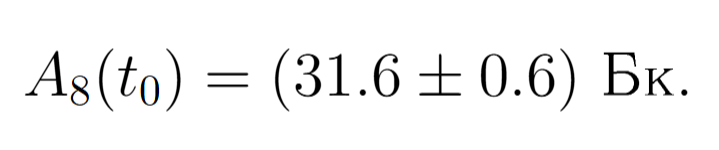 A₈(t₀) = (31.6 ± 0.6) Бк.